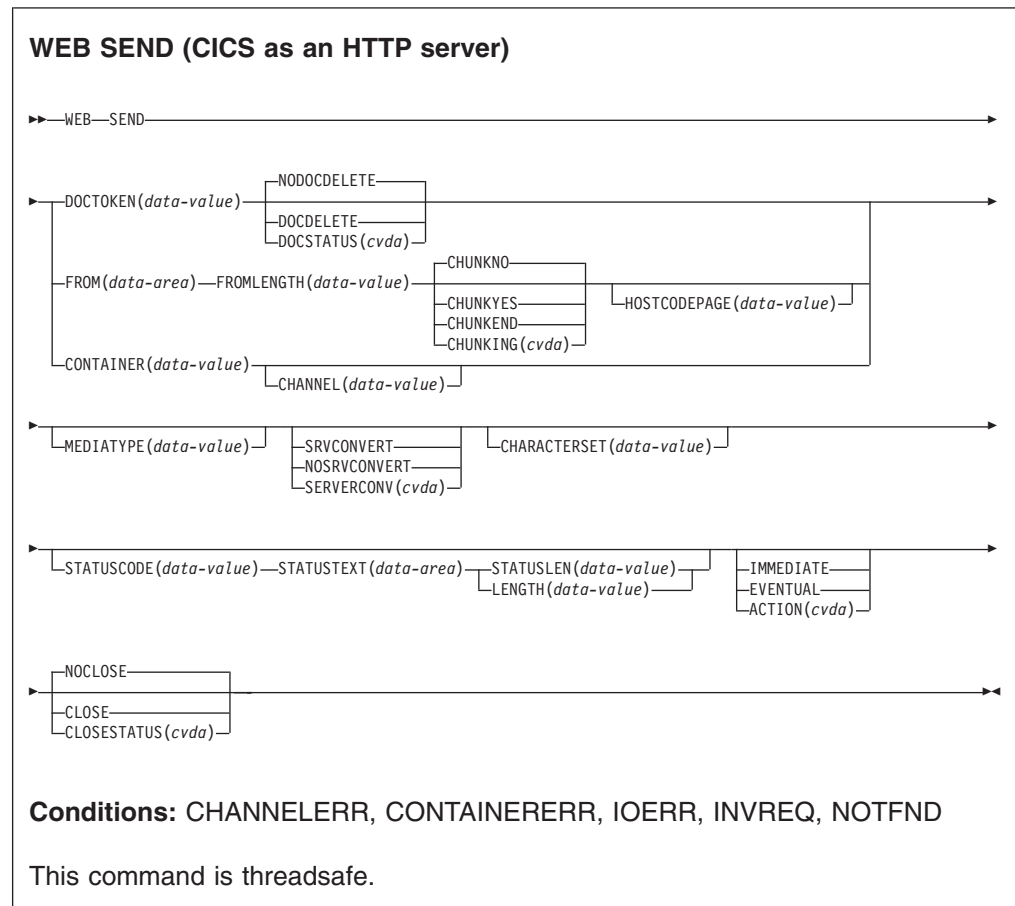 WEB SEND (CICS as an HTTP server)
WEB SEND
NODOCDELETE
DOCTOKEN(data-value)
DOCDELETE
DOCSTATUS(cvda)
CHUNKNO
FROM(data-area) FROMLENGTH(data-value)
CHUNKYES HOSTCODEPAGE(data-value)
CHUNKEND
CHUNKING(cvda)
CONTAINER(data-value)
CHANNEL(data-value)
MEDIATYPE(data-value) SRVCONVERT CHARACTERSET(data-value)
NOSRVCONVERT
SERVERCONV(cvda)
STATUSCODE(data-value) STATUSTEXT(data-area) STATUSLEN(data-value) IMMEDIATE
LENGTH(data-value) EVENTUAL
ACTION(cvda)
NOCLOSE
CLOSE
CLOSESTATUS(cvda)
Conditions: CHANNELERR, CONTAINERERR, IOERR, INVREQ, NOTFND
This command is threadsafe.